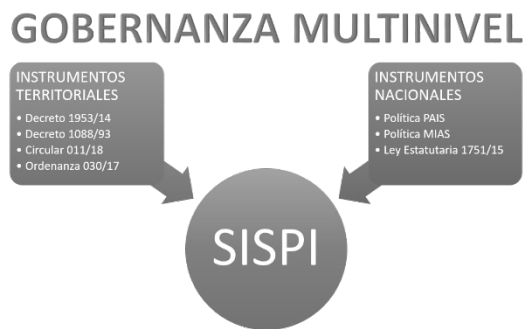 GOBERNANZA MULTINIVEL
INSTRUMENTOS
TERRITORIALES
• Decreto 1953/14
• Decreto 1088/93
• Circular 011/18
• Ordenanza 030/17
INSTRUMENTOS
NACIONALES
• Política PAIS
• Política MIAS
• Ley Estatutaria 1751/15
SISPI